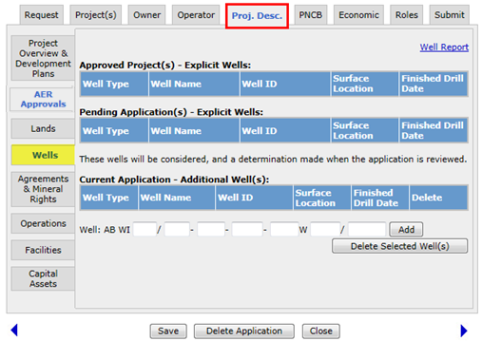 Request Project(s) Owner Operator Proj. Desc. PNCB Economic Roles Submit
Project
Overview &
Development
Plans
AER
Approvals
Lands
Wells
Agreements
& Mineral
Rights
Operations
Facilities
Capital
Assets
Well Report
Approved Project(s) - Explicit Wells:
Well Type Well Name Well ID Surface Location Finished Drill Date
Pending Application(s) - Explicit Wells:
Well Type Well Name Well ID Surface Location Finished Drill Date
These wells will be considered, and a determination made when the application is reviewed.
Current Application - Additional Well(s):
Well Type Well Name Well ID Surface Location Finished Drill Date Delete
Well: AB WI / - - - W / Add
Delete Selected Well(s)
Save Delete Application Close